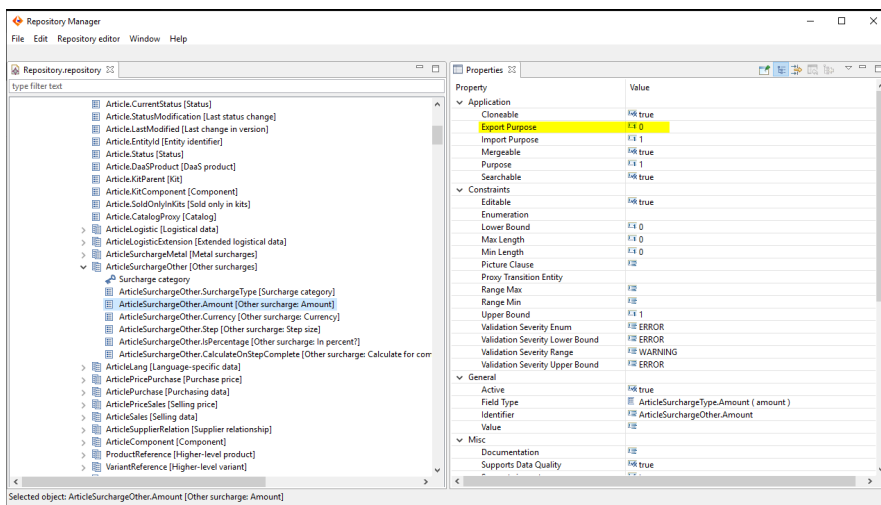 Repository Manager
File Edit Repository editor Window Help
Repository.repository
type filter text
Article.CurrentStatus [Status]
Article.StatusModification [Last status change]
Article.LastModified [Last change in version]
Article.EntityId [Entity identifier]
Article.Status [Status]
Article.DaaSProduct [DaaS product]
Article.KitParent [Kit]
Article.KitComponent [Component]
Article.SoldOnlyInKits [Sold only in kits]
Article.CatalogProxy [Catalog]
ArticleLogistic [Logistical data]
ArticleLogisticExtension [Extended logistical data]
ArticleSurchargeMetal [Metal surcharges]
ArticleSurchargeOther [Other surcharges]
Surcharge category
ArticleSurchargeOther.SurchargeType [Surcharge category]
ArticleSurchargeOther.Amount [Other surcharge: Amount]
ArticleSurchargeOther.Currency [Other surcharge: Currency]
ArticleSurchargeOther.Step [Other surcharge: Step size]
ArticleSurchargeOther.IsPercentage [Other surcharge: In percent?]
ArticleSurchargeOther.CalculateOnStepComplete [Other surcharge: Calculate for com
ArticleLang [Language-specific data]
ArticlePricePurchase [Purchase price]
ArticlePurchase [Purchasing data]
ArticlePriceSales [Selling price]
ArticleSales [Selling data]
ArticleSupplierRelation [Supplier relationship]
ArticleComponent [Component]
ProductReference [Higher-level product]
VariantReference [Higher-level variant]
Selected object: ArticleSurchargeOther.Amount [Other surcharge: Amount]
Properties
Property Value
Application
Cloneable true
Export Purpose 0
Import Purpose 1
Mergeable true
Purpose 1
Searchable true
Constraints
Editable true
Enumeration
Lower Bound 0
Max Length 0
Min Length 0
Picture Clause
Proxy Transition Entity
Range Max
Range Min
Upper Bound 1
Validation Severity Enum ERROR
Validation Severity Lower Bound ERROR
Validation Severity Range WARNING
Validation Severity Upper Bound ERROR
General
Active true
Field Type ArticleSurchargeType.Amount ( amount )
Identifier ArticleSurchargeOther.Amount
Value
Misc
Documentation
Supports Data Quality true